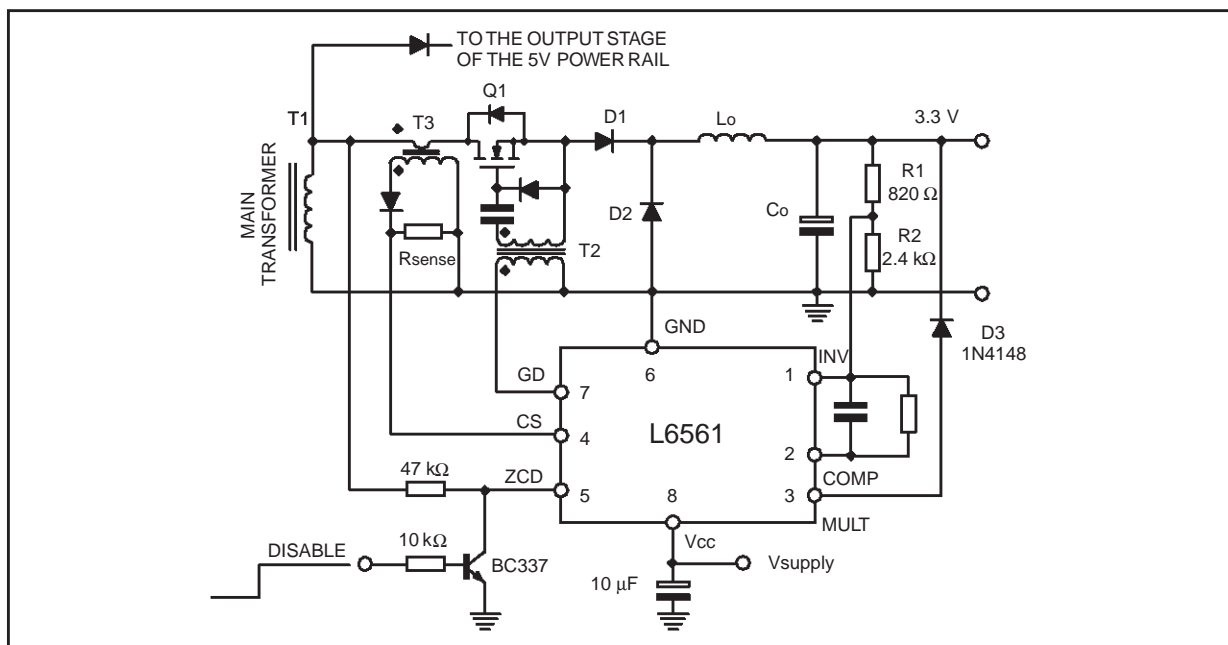 TO THE OUTPUT STAGE
OF THE 5V POWER RAIL
Q1
T1
T3
D1
Lo
3.3 V
MAIN
TRANSFORMER
R1
820 Ω
D2
Co
R2
2.4 kΩ
Rsense
T2
GND
D3
1N4148
INV
6
1
GD
7
CS
4
L6561
2
47 kΩ
ZCD
COMP
5
8
3
MULT
Vcc
10 kΩ
DISABLE
BC337
Vsupply
10 μF